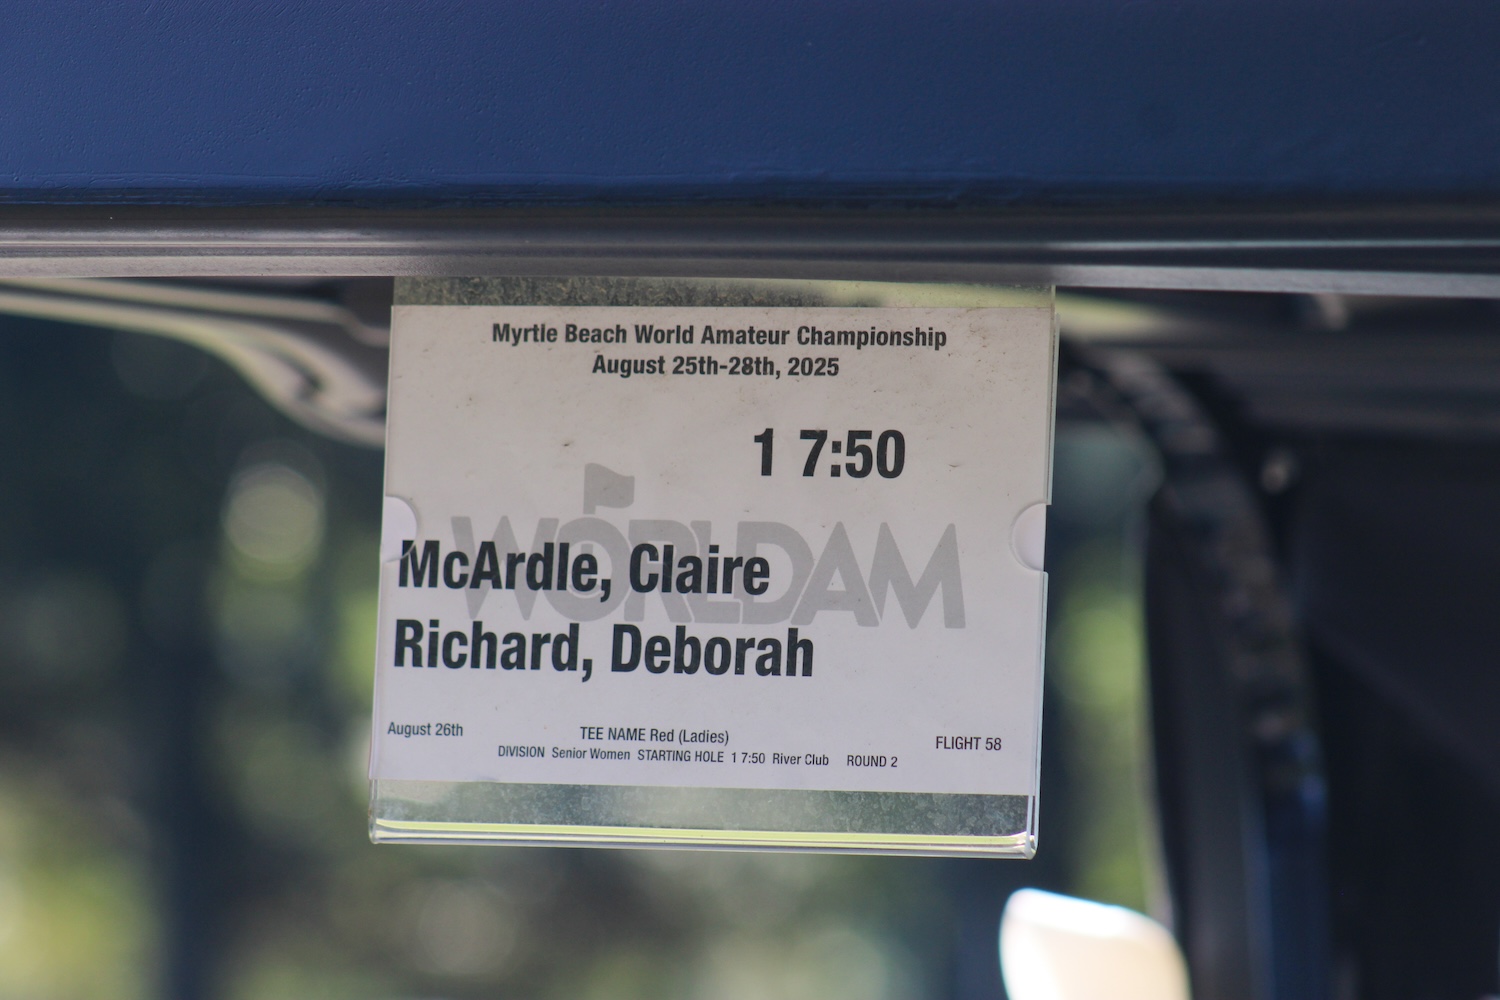 Myrtle Beach World Amateur Championship
August 25th-28th, 2025
1 7:50
WORLDAM
McArdle, Claire
Richard, Deborah
August 26th
TEE NAME Red (Ladies)
FLIGHT 58
DIVISION Senior Women STARTING HOLE 1 7:50 River Club ROUND 2